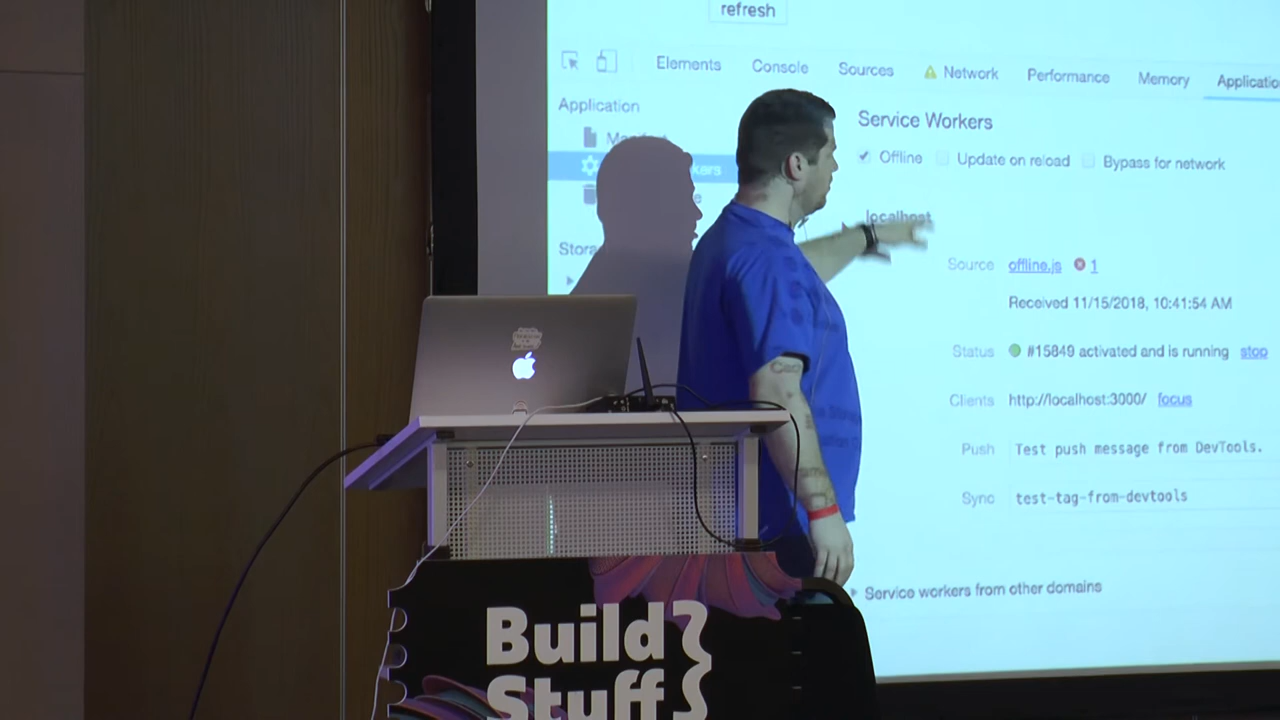 refresh
Elements Console Sources Network Performance Memory
Application
Service Workers
Offline Update on reload Bypass for network
localhost
Source offline.js 1
Received 11/15/2018, 10:41:54 AM
Status #15849 activated and is running stop
Clients http://localhost:3000/ focus
Push Test push message from DevTools.
Sync test-tag-from-devtools
Service workers from other domains
Build
Stuff